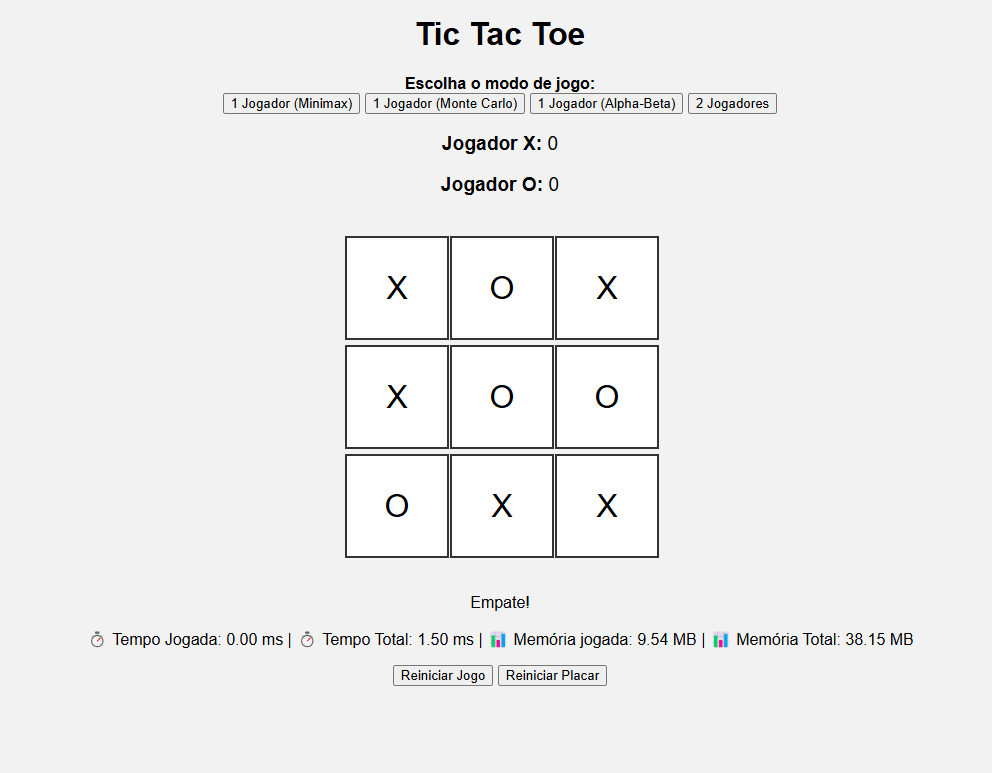 Tic Tac Toe
Escolha o modo de jogo:
1 Jogador (Minimax) 1 Jogador (Monte Carlo) 1 Jogador (Alpha-Beta) 2 Jogadores
Jogador X: 0
Jogador O: 0
X O X
X O O
O X X
Empate!
⏱ Tempo Jogada: 0.00 ms | ⏱ Tempo Total: 1.50 ms | 📊 Memória jogada: 9.54 MB | 📊 Memória Total: 38.15 MB
Reiniciar Jogo Reiniciar Placar